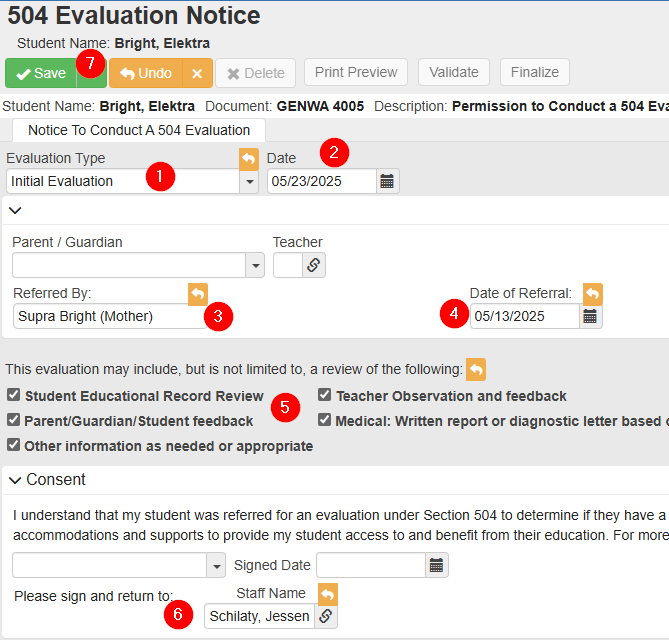 504 Evaluation Notice
Student Name: Bright, Elektra
Save 7 Undo Delete Print Preview Validate Finalize
Student Name: Bright, Elektra Document: GENWA 4005 Description: Permission to Conduct a 504 Eva
Notice To Conduct A 504 Evaluation
Evaluation Type Date 2
Initial Evaluation 1 05/23/2025
Parent / Guardian Teacher
Referred By: Date of Referral:
Supra Bright (Mother) 3 4 05/13/2025
This evaluation may include, but is not limited to, a review of the following:
Student Educational Record Review Teacher Observation and feedback
5
Parent/Guardian/Student feedback Medical: Written report or diagnostic letter based o
Other information as needed or appropriate
Consent
I understand that my student was referred for an evaluation under Section 504 to determine if they have a
accommodations and supports to provide my student access to and benefit from their education. For more
Signed Date
Please sign and return to: Staff Name
6 Schilaty, Jessen